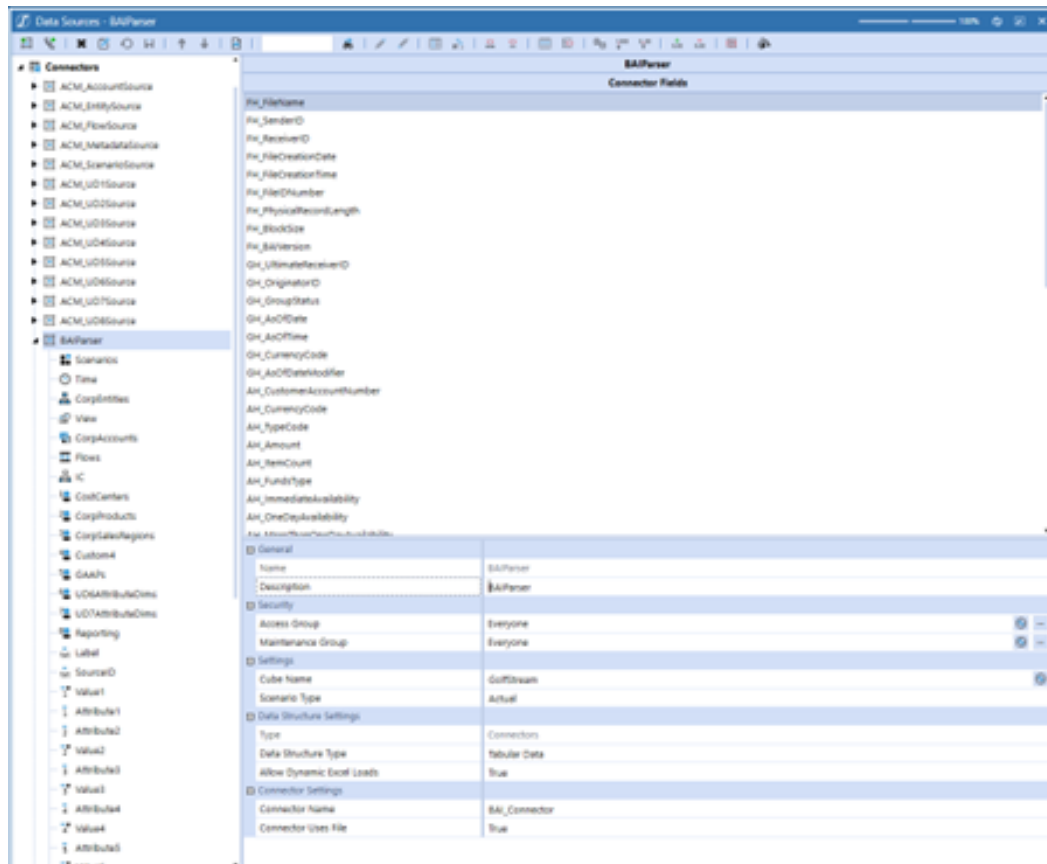 Data Sources - BAIParser
100%
Connectors
ACM_AccountSource
ACM_EntitySource
ACM_FlowSource
ACM_MetadataSource
ACM_ScenarioSource
ACM_UD1Source
ACM_UD2Source
ACM_UD3Source
ACM_UD4Source
ACM_UD5Source
ACM_UD6Source
ACM_UD7Source
ACM_UD8Source
BAIParser
Scenarios
Time
CorpEntities
View
CorpAccounts
Flows
IC
CostCenters
CorpProducts
CorpSalesRegions
Custom4
GAAPs
UD6AttributeDims
UD7AttributeDims
Reporting
Label
SourceID
Value1
Attribute1
Attribute2
Value2
Attribute3
Value3
Attribute4
Value4
Attribute5
BAIParser
Connector Fields
FH_FileName
FH_SenderID
FH_ReceiverID
FH_FileCreationDate
FH_FileCreationTime
FH_FileIDNumber
FH_PhysicalRecordLength
FH_BlockSize
FH_BAIVersion
GH_UltimateReceiverID
GH_OriginatorID
GH_GroupStatus
GH_AsOfDate
GH_AsOfTime
GH_CurrencyCode
GH_AsOfDateModifier
AH_CustomerAccountNumber
AH_CurrencyCode
AH_TypeCode
AH_Amount
AH_ItemCount
AH_FundsType
AH_ImmediateAvailability
AH_OneDayAvailability
AH_MoreThanOneDayAvailability
General
Name BAIParser
Description BAIParser
Security
Access Group Everyone
Maintenance Group Everyone
Settings
Cube Name GolfStream
Scenario Type Actual
Data Structure Settings
Type Connectors
Data Structure Type Tabular Data
Allow Dynamic Excel Loads True
Connector Settings
Connector Name BAI_Connector
Connector Uses File True